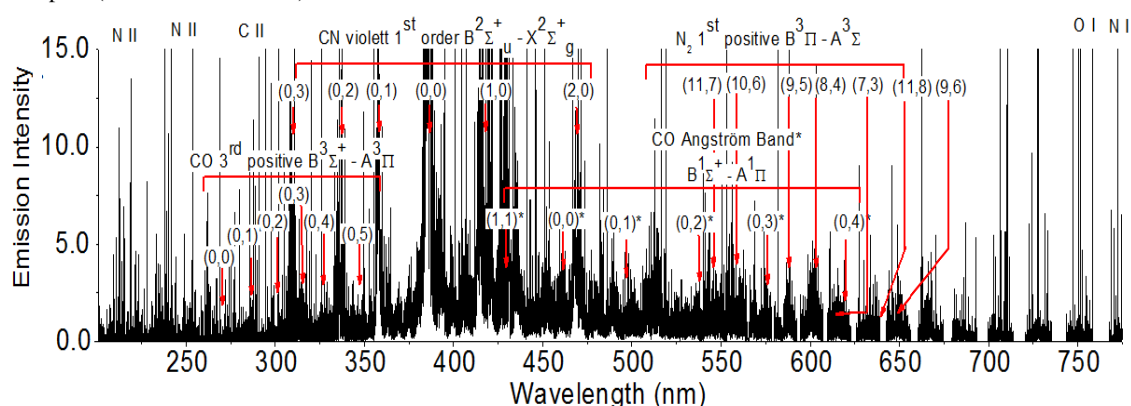 N II N II C II CN violett 1st order B2Σ+u - X2Σ+g N2 1st positive B3Π-A3Σ O I N I
15.0
(0,3) (0,2) (0,1) (0,0) (1,0) (2,0) (11,7) (10,6) (9,5) (8,4) (7,3) (11,8) (9,6)
10.0
CO Angström Band*
CO 3rd positive B3Σ+ - A3Π
B1Σ+-A1Π
(0,3)
(0,0) (0,1) (0,2) (0,4) (0,5) (1,1)* (0,0)* (0,1)* (0,2)* (0,3)* (0,4)*
5.0
0.0
Emission Intensity
250 300 350 400 450 500 550 600 650 700 750
Wavelength (nm)